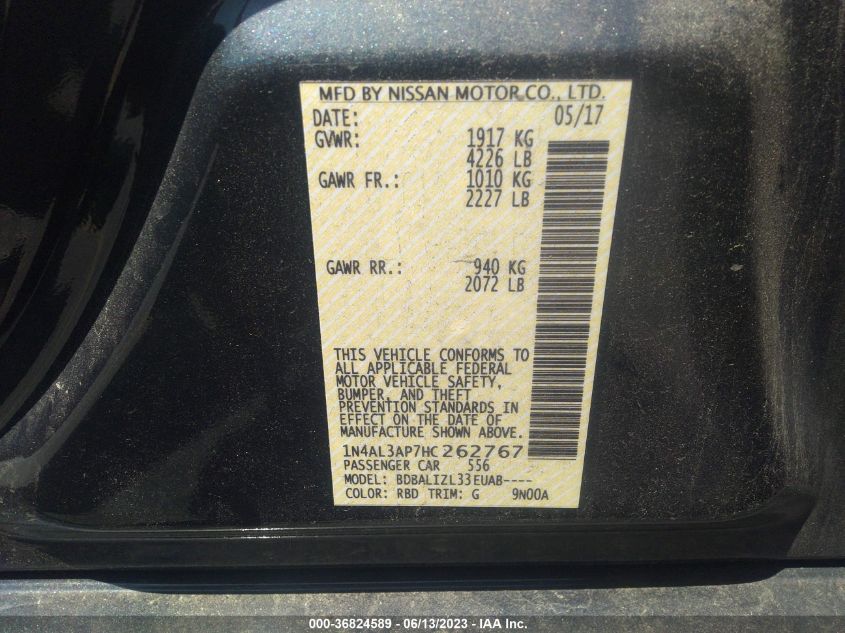 MFD BY NISSAN MOTOR CO., LTD.
DATE: 05/17
GVWR: 1917 KG
4226 LB
GAWR FR.: 1010 KG
2227 LB
GAWR RR.: 940 KG
2072 LB
THIS VEHICLE CONFORMS TO
ALL APPLICABLE FEDERAL
MOTOR VEHICLE SAFETY,
BUMPER, AND THEFT
PREVENTION STANDARDS IN
EFFECT ON THE DATE OF
MANUFACTURE SHOWN ABOVE.
1N4AL3AP7HC262767
PASSENGER CAR 556
MODEL: BDBALIZL33EUAB----
COLOR: RBD TRIM: G 9N00A
000-36824589 - 06/13/2023 - IAA Inc.